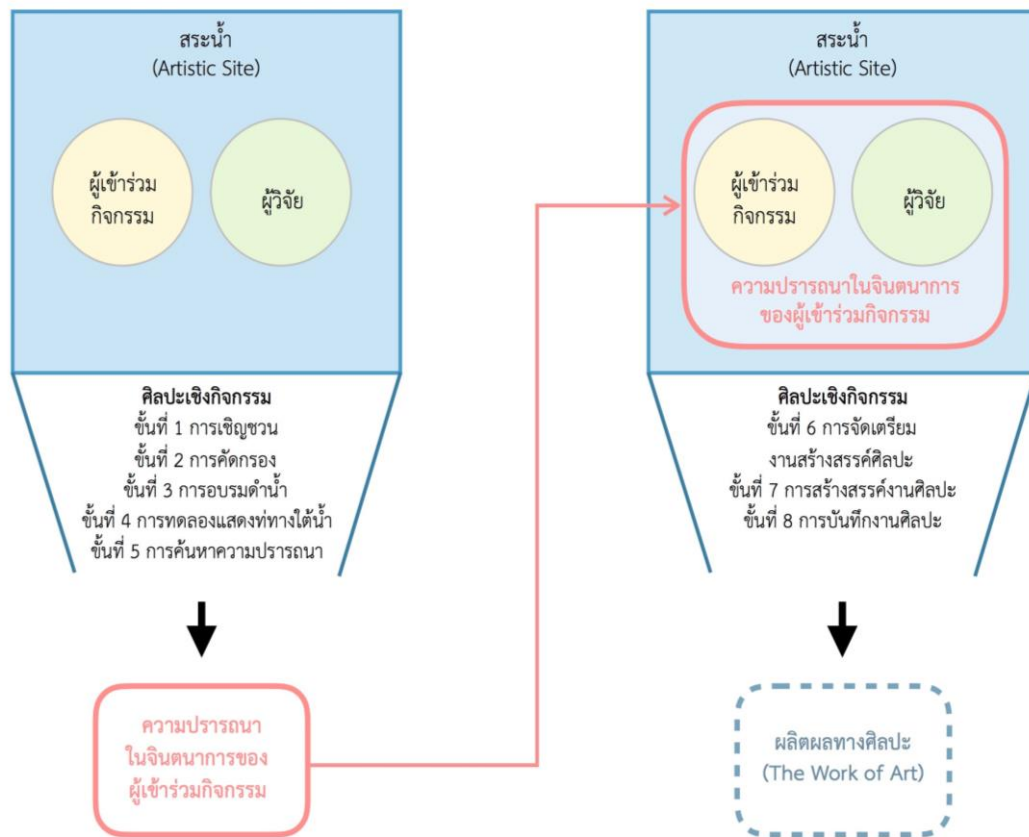 สระน้ำ
(Artistic Site)
ผู้เข้าร่วม
กิจกรรม
ผู้วิจัย
ศิลปะเชิงกิจกรรม
ขั้นที่ 1 การเชิญชวน
ขั้นที่ 2 การคัดกรอง
ขั้นที่ 3 การอบรมดำน้ำ
ขั้นที่ 4 การทดลองแสดงท่ทางใต้น้ำ
ขั้นที่ 5 การค้นหาความปรารถนา
ความปรารถนา
ในจินตนาการของ
ผู้เข้าร่วมกิจกรรม
สระน้ำ
(Artistic Site)
ผู้เข้าร่วม
กิจกรรม
ผู้วิจัย
ความปรารถนาในจินตนาการ
ของผู้เข้าร่วมกิจกรรม
ศิลปะเชิงกิจกรรม
ขั้นที่ 6 การจัดเตรียม
งานสร้างสรรค์ศิลปะ
ขั้นที่ 7 การสร้างสรรค์งานศิลปะ
ขั้นที่ 8 การบันทึกงานศิลปะ
ผลิตผลทางศิลปะ
(The Work of Art)